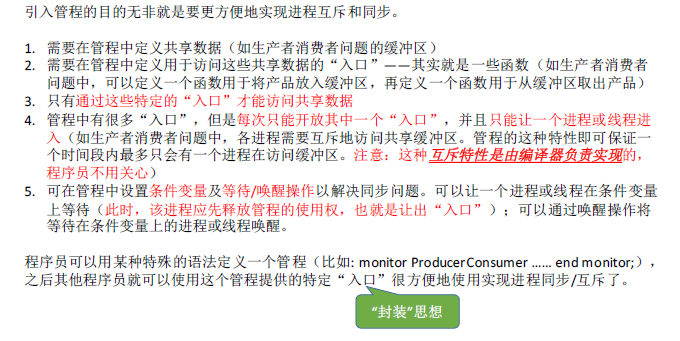 引入管程的目的无非就是要更方便地实现进程互斥和同步。
1. 需要在管程中定义共享数据（如生产者消费者问题的缓冲区）
2. 需要在管程中定义用于访问这些共享数据的“入口”——其实就是一些函数（如生产者消费者
问题中，可以定义一个函数用于将产品放入缓冲区，再定义一个函数用于从缓冲区取出产品）
3. 只有通过这些特定的“入口”才能访问共享数据
4. 管程中有很多“入口”，但是每次只能开放其中一个“入口”，并且只能让一个进程或线程进
入（如生产者消费者问题中，各进程需要互斥地访问共享缓冲区。管程的这种特性即可保证一
个时间段内最多只会有一个进程在访问缓冲区。注意：这种互斥特性是由编译器负责实现的，
程序员不用关心）
5. 可在管程中设置条件变量及等待/唤醒操作以解决同步问题。可以让一个进程或线程在条件变量
上等待（此时，该进程应先释放管程的使用权，也就是让出“入口”）；可以通过唤醒操作将
等待在条件变量上的进程或线程唤醒。
程序员可以用某种特殊的语法定义一个管程（比如: monitor ProducerConsumer …… end monitor;），
之后其他程序员就可以使用这个管程提供的特定“入口”很方便地使用实现进程同步/互斥了。
“封装”思想